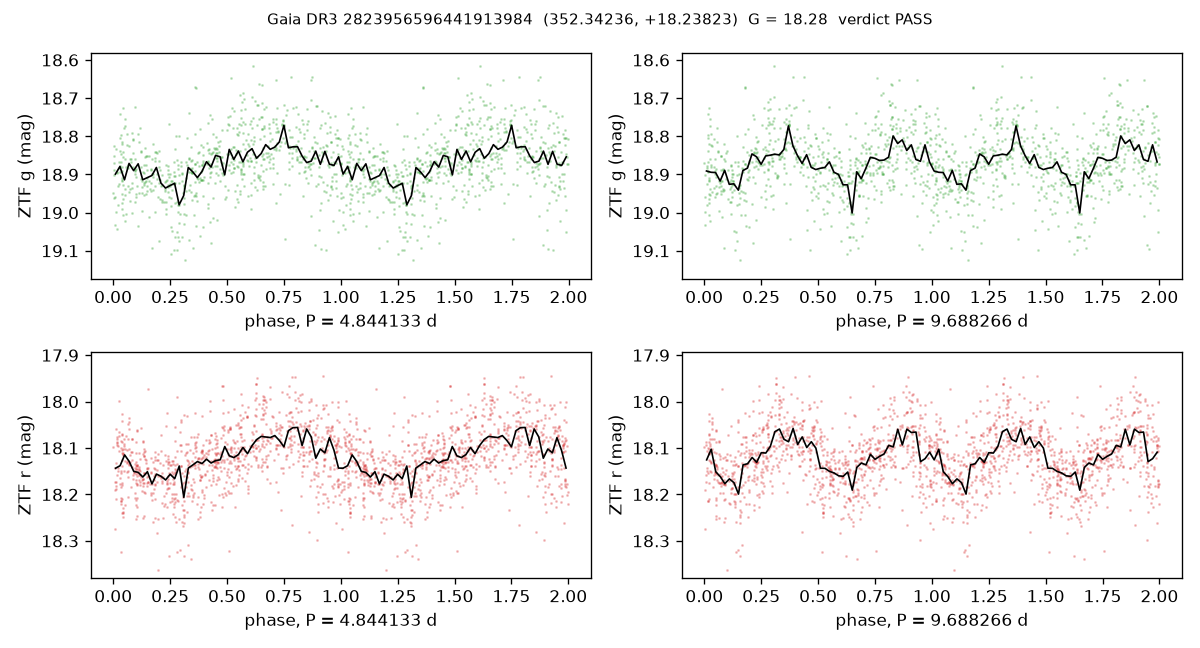 Gaia DR3 2823956596441913984 (352.34236, +18.23823) G = 18.28 verdict PASS
18.6
18.7
18.8
18.9
19.0
19.1
ZTF g (mag)
0.00 0.25 0.50 0.75 1.00 1.25 1.50 1.75 2.00
phase, P = 4.844133 d
18.6
18.7
18.8
18.9
19.0
19.1
ZTF g (mag)
0.00 0.25 0.50 0.75 1.00 1.25 1.50 1.75 2.00
phase, P = 9.688266 d
17.9
18.0
18.1
18.2
18.3
ZTF r (mag)
0.00 0.25 0.50 0.75 1.00 1.25 1.50 1.75 2.00
phase, P = 4.844133 d
17.9
18.0
18.1
18.2
18.3
ZTF r (mag)
0.00 0.25 0.50 0.75 1.00 1.25 1.50 1.75 2.00
phase, P = 9.688266 d